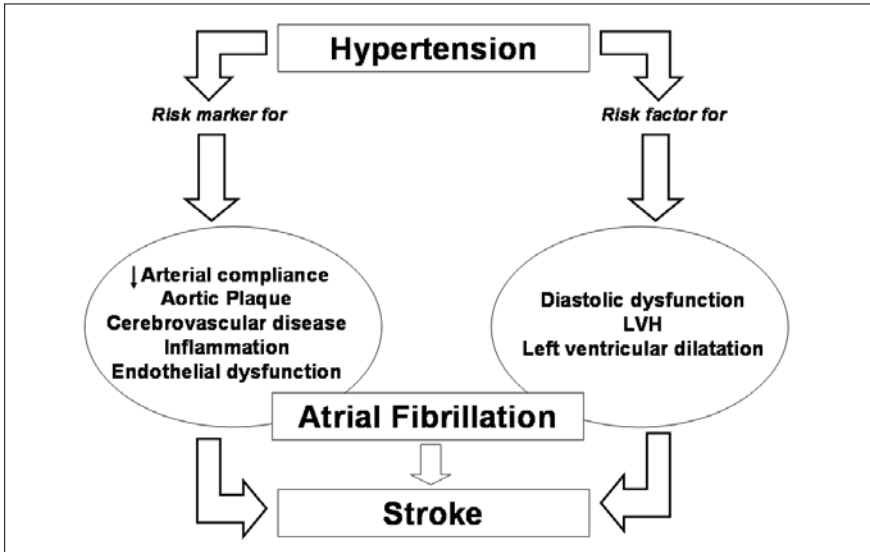 Hypertension
Risk marker for
Risk factor for
↓Arterial compliance
Aortic Plaque
Cerebrovascular disease
Inflammation
Endothelial dysfunction
Diastolic dysfunction
LVH
Left ventricular dilatation
Atrial Fibrillation
Stroke